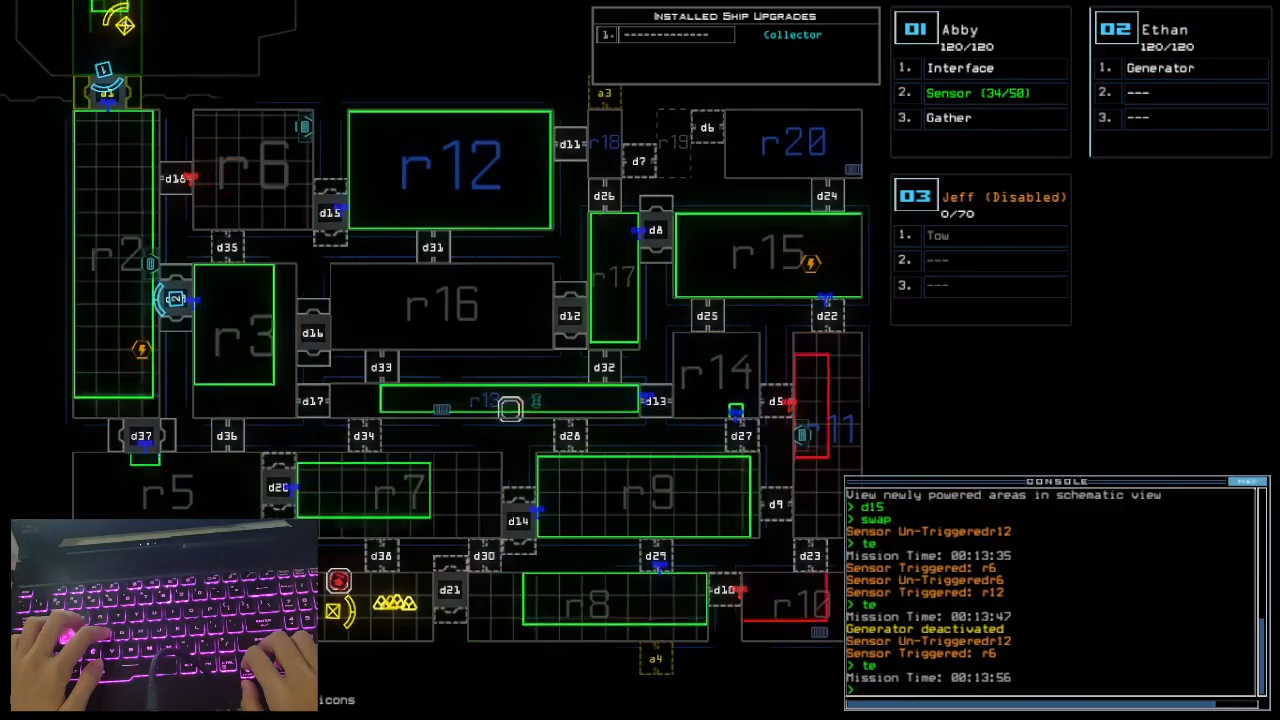 Installed Ship Upgrades
1. -------------- Collector
01 Abby
120/120
1. Interface
2. Sensor (34/50)
3. Gather
02 Ethan
120/120
1. Generator
2. ---
3. ---
03 Jeff (Disabled)
0/70
1. Tow
2. ---
3. ---
1
a1
a3
r6
r12
d11
r18
r19
d6
d7
r20
d18
d15
d26
d24
d35
d31
d8
r2
2
r3
r16
r17
r15
d16
d12
d25
d22
d33
d32
r14
d17
r13
d13
d5
r11
d37
d36
d34
d28
d27
r5
d20
r7
r9
d9
d14
d38
d30
d29
d23
d21
r8
d10
r10
a4
icons
CONSOLE
View newly powered areas in schematic view
> d15
> swap
Sensor Un-Triggeredr12
> te
Mission Time: 00:13:35
Sensor Triggered: r6
Sensor Un-Triggeredr6
Sensor Triggered: r12
> te
Mission Time: 00:13:47
Generator deactivated
Sensor Un-Triggeredr12
Sensor Triggered: r6
> te
Mission Time: 00:13:56
>